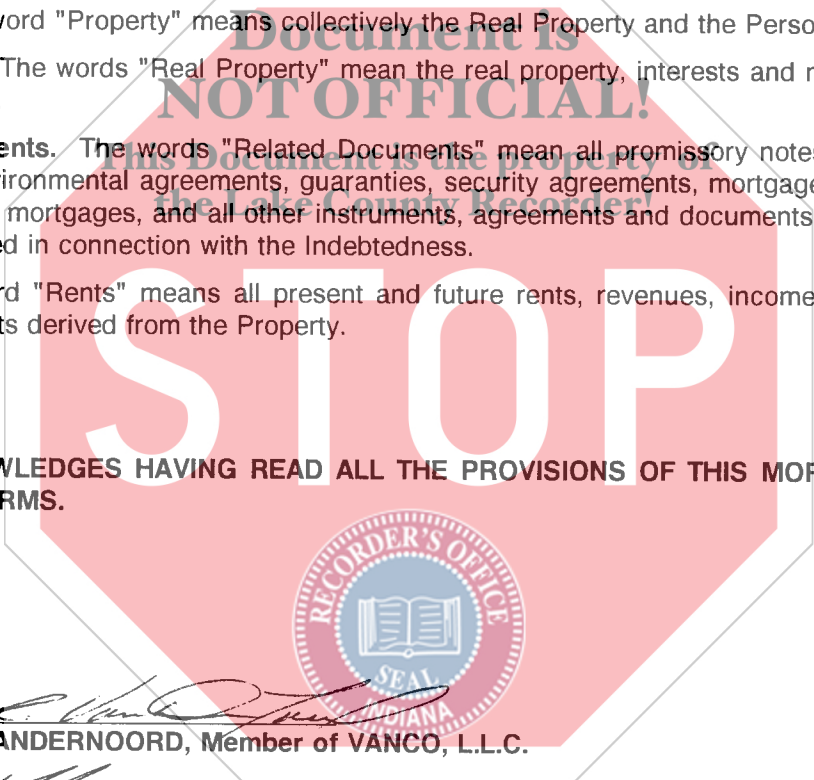 word "Property" means collectively the Real Property and the Perso
Document is
The words "Real Property" mean the real property, interests and
NOT OFFICIAL!
ents. The words "Related Documents" mean all promissory notes
This Document is the property of
ironmental agreements, guaranties, security agreements, mortgage
the Lake County Recorder!
mortgages, and all other instruments, agreements and documents
d in connection with the Indebtedness.
rd "Rents" means all present and future rents, revenues, income
ts derived from the Property.
STOP
WLEDGES HAVING READ ALL THE PROVISIONS OF THIS MOR
RMS.
RECORDER'S OFFICE
SEAL
INDIANA
ANDERNOORD, Member of VANCO, L.L.C.